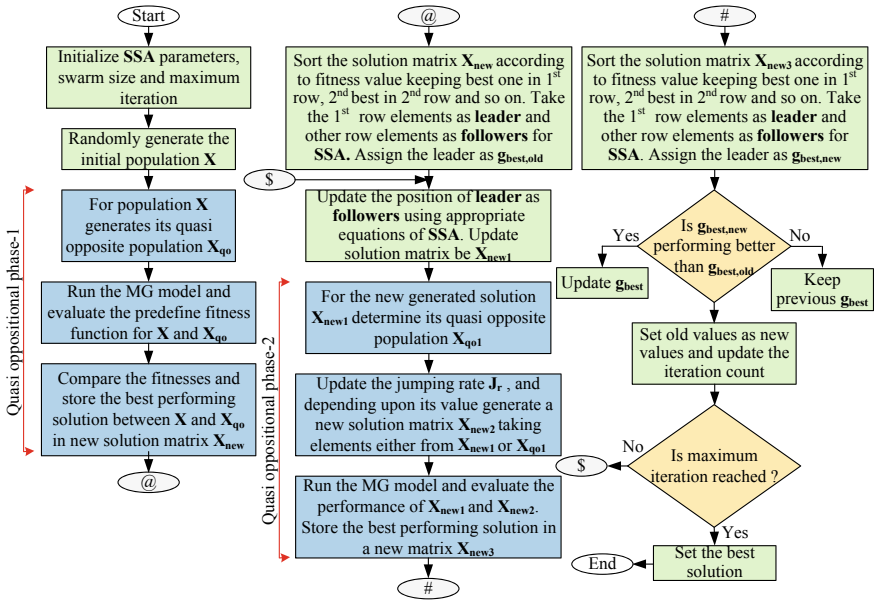 Start
Initialize SSA parameters,
swarm size and maximum
iteration
Randomly generate the
initial population X
Quasi oppositional phase-1
For population X
generates its quasi
opposite population Xqo
Run the MG model and
evaluate the predefine fitness
function for X and Xqo
Compare the fitnesses and
store the best performing
solution between X and Xqo
in new solution matrix Xnew
@
@
Sort the solution matrix Xnew according
to fitness value keeping best one in 1st
row, 2nd best in 2nd row and so on. Take
the 1st row elements as leader and
other row elements as followers for
SSA. Assign the leader as gbest,old
$
Update the position of leader as
followers using appropriate
equations of SSA. Update
solution matrix be Xnew1
Quasi oppositional phase-2
For the new generated solution
Xnew1 determine its quasi opposite
population Xqo1
Update the jumping rate Jr , and
depending upon its value generate a
new solution matrix Xnew2 taking
elements either from Xnew1 or Xqo1
Run the MG model and evaluate the
performance of Xnew1 and Xnew2.
Store the best performing solution in
a new matrix Xnew3
#
#
Sort the solution matrix Xnew3 according
to fitness value keeping best one in 1st
row, 2nd best in 2nd row and so on. Take
the 1st row elements as leader and
other row elements as followers for
SSA. Assign the leader as gbest,new
Is gbest,new
performing better
than gbest,old
Yes
No
Update gbest
Keep
previous gbest
Set old values as new
values and update the
iteration count
Is maximum
iteration reached ?
No
$
Yes
Set the best
solution
End